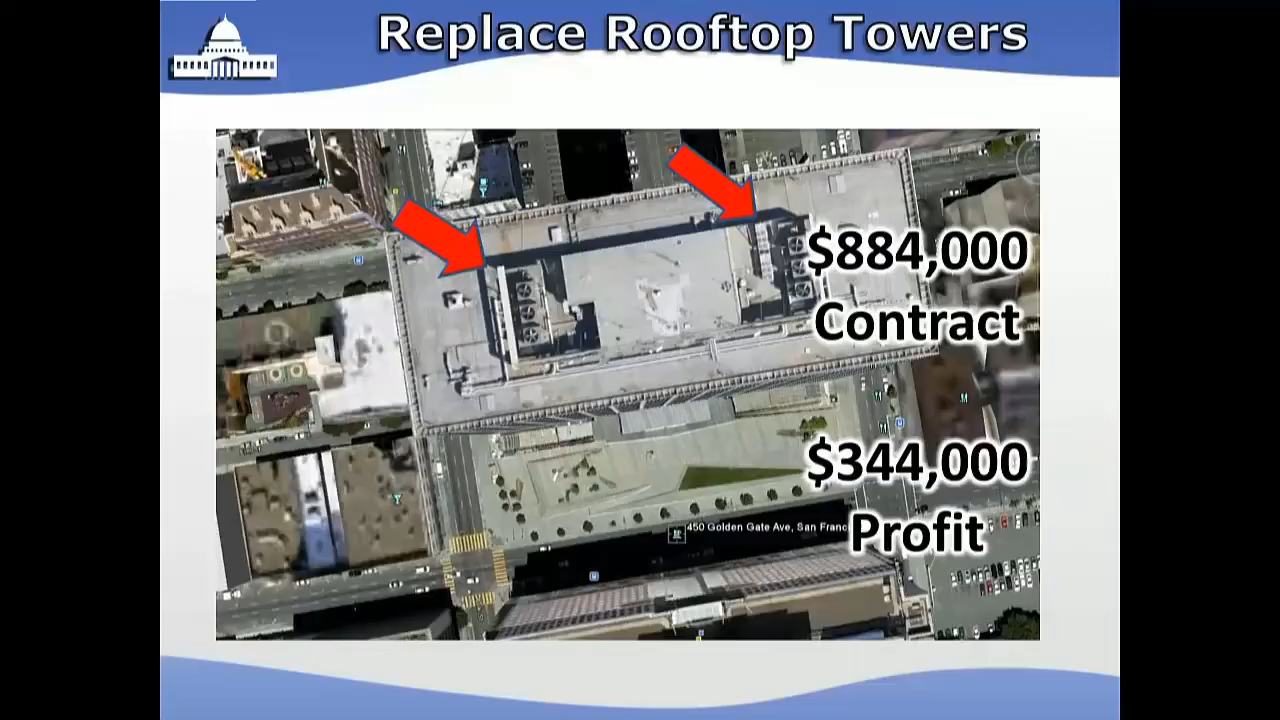 Replace Rooftop Towers
$884,000
Contract
$344,000
Profit
450 Golden Gate Ave, San Franc